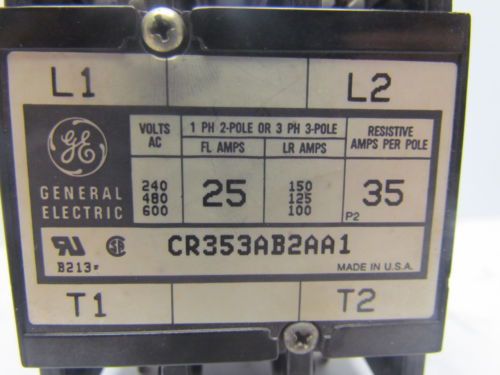 L1 L2
VOLTS AC 1 PH 2-POLE OR 3 PH 3-POLE RESISTIVE AMPS PER POLE
FL AMPS LR AMPS
GE
GENERAL ELECTRIC
240 25 150 35
480 125
600 100 P2
CR353AB2AA1
B213= MADE IN U.S.A.
T1 T2